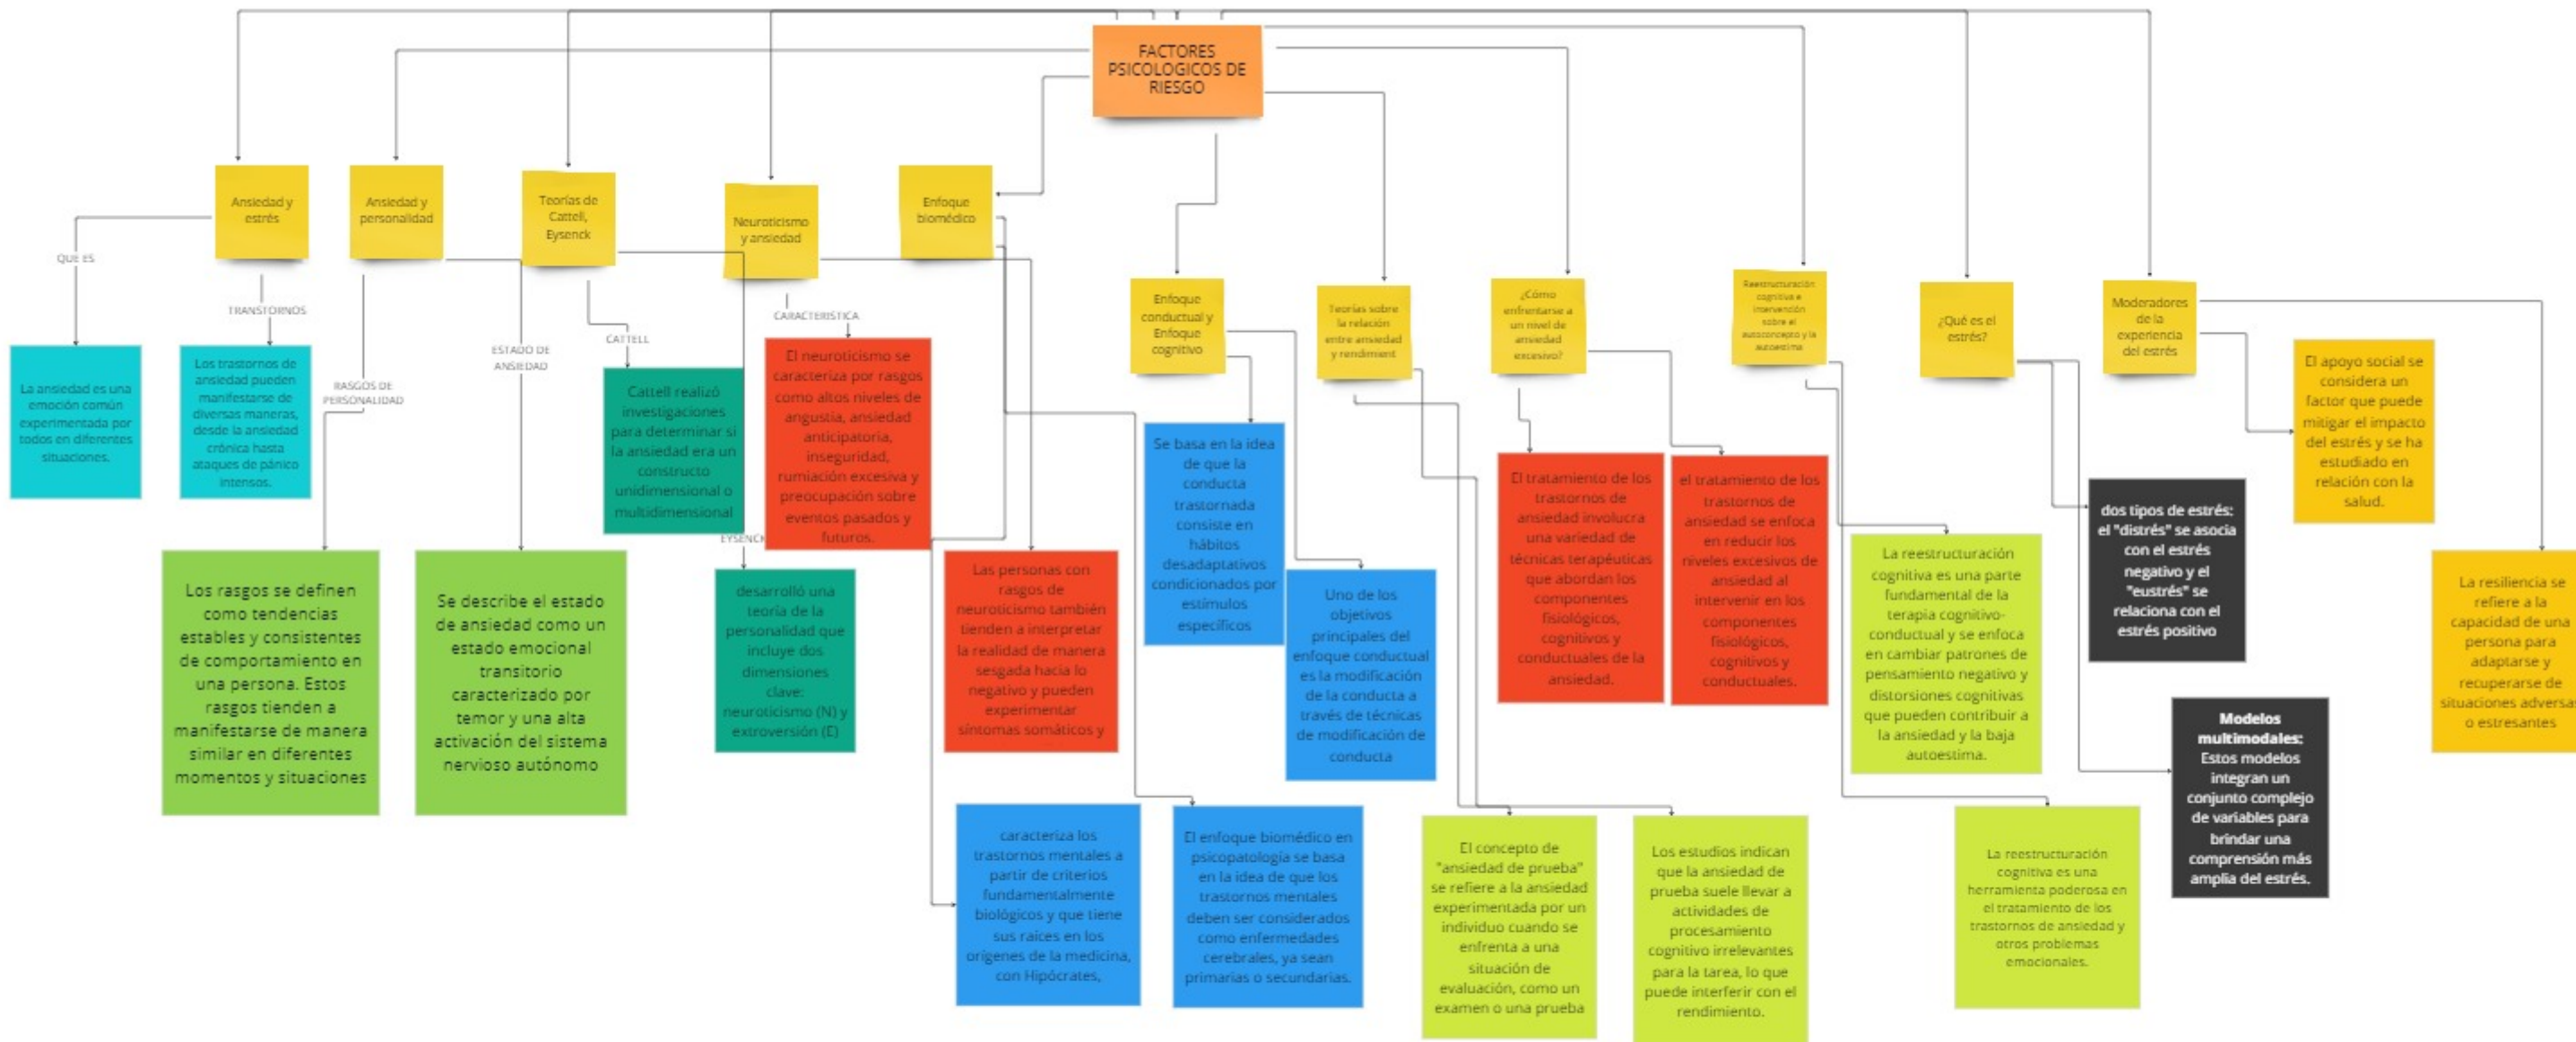 FACTORES
PSICOLOGICOS DE
RIESGO
Ansiedad y
estrés
Ansiedad y
personalidad
Teorías de
Cattell,
Eysenck
Neuroticismo
y ansiedad
Enfoque
biomédico
Enfoque
conductual y
Enfoque
cognitivo
Teorías sobre
la relación
entre ansiedad
y rendimient
¿Cómo
enfrentarse a
un nivel de
ansiedad
excesivo?
Reestructuración
cognitiva e
intervención
sobre el
autoconcepto y la
autoestima
¿Qué es el
estrés?
Moderadores
de la
experiencia
del estrés
QUE ES
TRANSTORNOS
RASGOS DE
PERSONALIDAD
ESTADO DE
ANSIEDAD
CATTELL
EYSENCK
CARACTERISTICA
La ansiedad es una
emoción común
experimentada por
todos en diferentes
situaciones.
Los trastornos de
ansiedad pueden
manifestarse de
diversas maneras,
desde la ansiedad
crónica hasta
ataques de pánico
intensos.
Los rasgos se definen
como tendencias
estables y consistentes
de comportamiento en
una persona. Estos
rasgos tienden a
manifestarse de manera
similar en diferentes
momentos y situaciones
Se describe el estado
de ansiedad como un
estado emocional
transitorio
caracterizado por
temor y una alta
activación del sistema
nervioso autónomo
Cattell realizó
investigaciones
para determinar si
la ansiedad era un
constructo
unidimensional o
multidimensional
desarrolló una
teoría de la
personalidad que
incluye dos
dimensiones
clave:
neuroticismo (N) y
extroversión (E)
El neuroticismo se
caracteriza por rasgos
como altos niveles de
angustia, ansiedad
anticipatoria,
inseguridad,
rumiación excesiva y
preocupación sobre
eventos pasados y
futuros.
Las personas con
rasgos de
neuroticismo también
tienden a interpretar
la realidad de manera
sesgada hacia lo
negativo y pueden
experimentar
síntomas somáticos y
caracteriza los
trastornos mentales a
partir de criterios
fundamentalmente
biológicos y que tiene
sus raíces en los
orígenes de la medicina,
con Hipócrates,
El enfoque biomédico en
psicopatología se basa
en la idea de que los
trastornos mentales
deben ser considerados
como enfermedades
cerebrales, ya sean
primarias o secundarias.
Se basa en la idea
de que la
conducta
trastornada
consiste en
hábitos
desadaptativos
condicionados por
estímulos
específicos
Uno de los
objetivos
principales del
enfoque conductual
es la modificación
de la conducta a
través de técnicas
de modificación de
conducta
El concepto de
"ansiedad de prueba"
se refiere a la ansiedad
experimentada por un
individuo cuando se
enfrenta a una
situación de
evaluación, como un
examen o una prueba
Los estudios indican
que la ansiedad de
prueba suele llevar a
actividades de
procesamiento
cognitivo irrelevantes
para la tarea, lo que
puede interferir con el
rendimiento.
El tratamiento de los
trastornos de
ansiedad involucra
una variedad de
técnicas terapéuticas
que abordan los
componentes
fisiológicos,
cognitivos y
conductuales de la
ansiedad.
el tratamiento de los
trastornos de
ansiedad se enfoca
en reducir los
niveles excesivos de
ansiedad al
intervenir en los
componentes
fisiológicos,
cognitivos y
conductuales.
La reestructuración
cognitiva es una parte
fundamental de la
terapia cognitivo-
conductual y se enfoca
en cambiar patrones de
pensamiento negativo y
distorsiones cognitivas
que pueden contribuir a
la ansiedad y la baja
autoestima.
La reestructuración
cognitiva es una
herramienta poderosa en
el tratamiento de los
trastornos de ansiedad y
otros problemas
emocionales.
dos tipos de estrés:
el "distrés" se asocia
con el estrés
negativo y el
"eustrés" se
relaciona con el
estrés positivo
Modelos
multimodales:
Estos modelos
integran un
conjunto complejo
de variables para
brindar una
comprensión más
amplia del estrés.
El apoyo social se
considera un
factor que puede
mitigar el impacto
del estrés y se ha
estudiado en
relación con la
salud.
La resiliencia se
refiere a la
capacidad de una
persona para
adaptarse y
recuperarse de
situaciones adversas
o estresantes